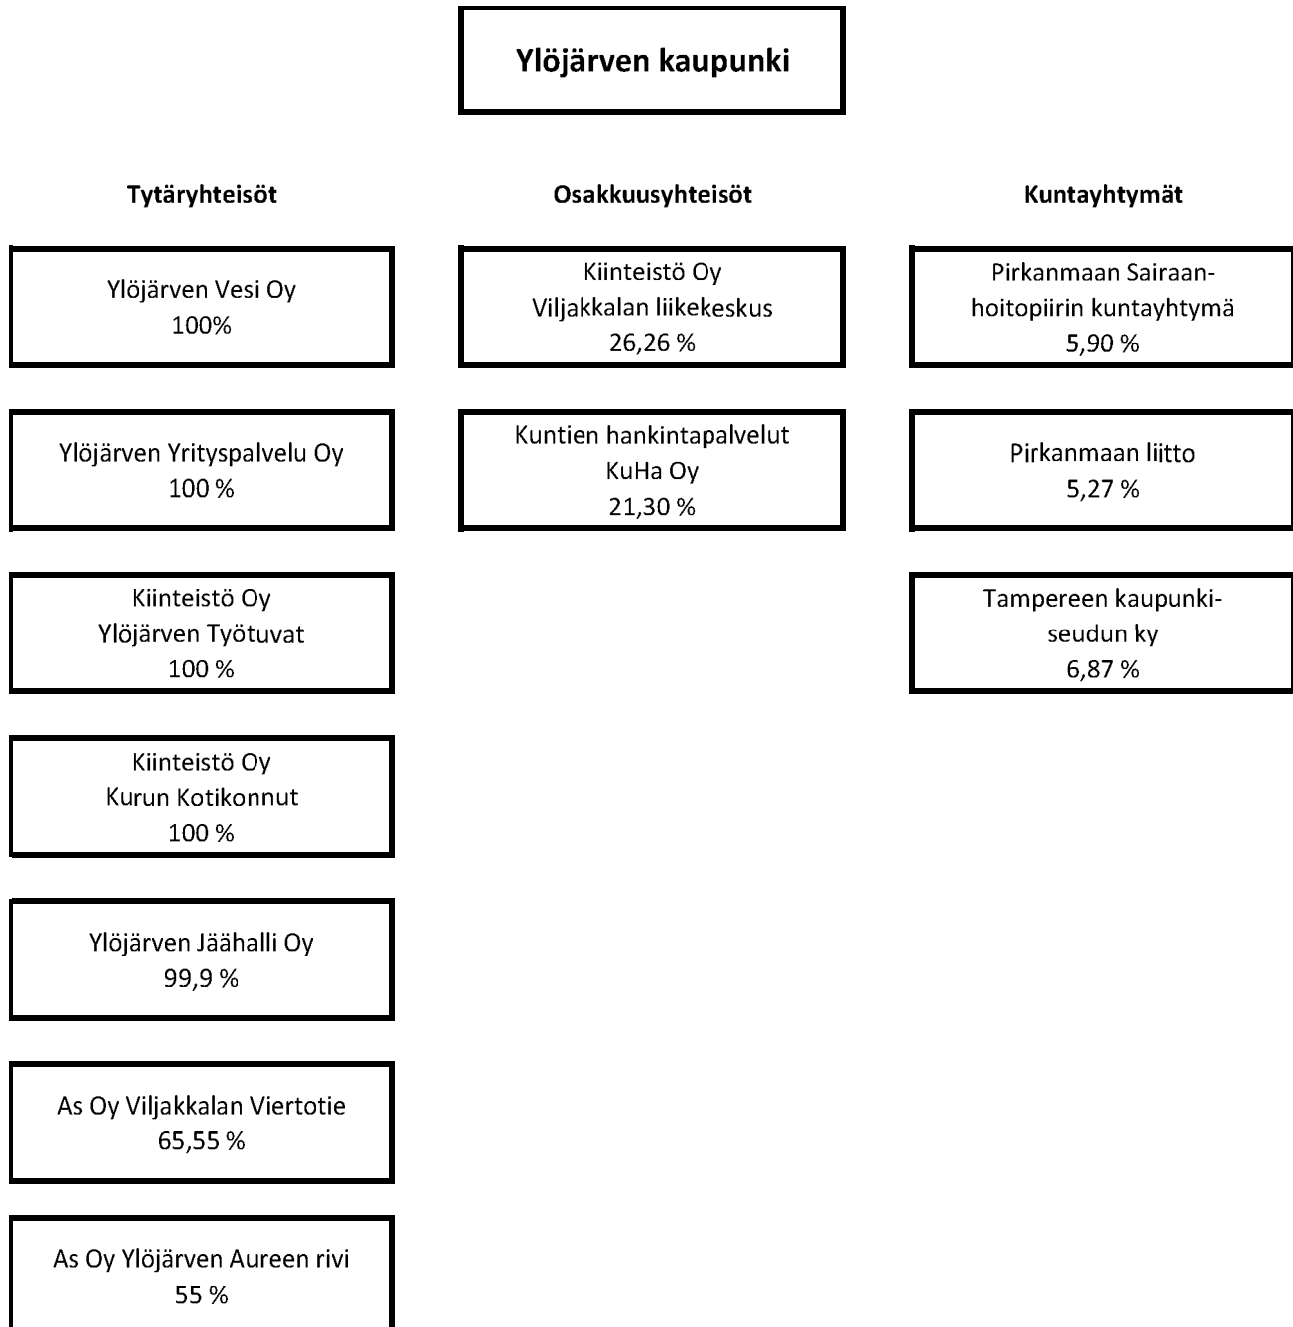 Ylöjärven kaupunki
Tytäryhteisöt
Ylöjärven Vesi Oy
100%
Ylöjärven Yrityspalvelu Oy
100 %
Kiinteistö Oy
Ylöjärven Työtuvat
100 %
Kiinteistö Oy
Kurun Kotikonnut
100 %
Ylöjärven Jäähalli Oy
99,9 %
As Oy Viljakkalan Viertotie
65,55 %
As Oy Ylöjärven Aureen rivi
55 %
Osakkuusyhteisöt
Kiinteistö Oy
Viljakkalan liikekeskus
26,26 %
Kuntien hankintapalvelut
KuHa Oy
21,30 %
Kuntayhtymät
Pirkanmaan Sairaan-
hoitopiirin kuntayhtymä
5,90 %
Pirkanmaan liitto
5,27 %
Tampereen kaupunki-
seudun ky
6,87 %